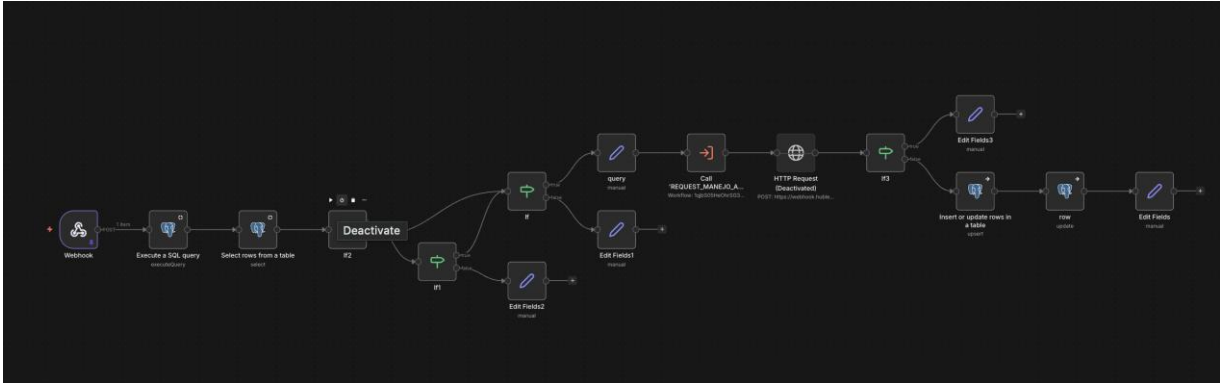 Edit Fields3
manual
query
manual
Call
'REQUEST_MANEJO_A...
HTTP Request
(Deactivated)
POST: https://webhook.huble...
If3
true
false
If
true
false
Insert or update rows in
a table
upsert
row
update
Edit Fields
manual
Webhook
POST
1 item
Execute a SQL query
executeQuery
Select rows from a table
select
Deactivate
If2
If1
true
false
Edit Fields1
manual
Edit Fields2
manual